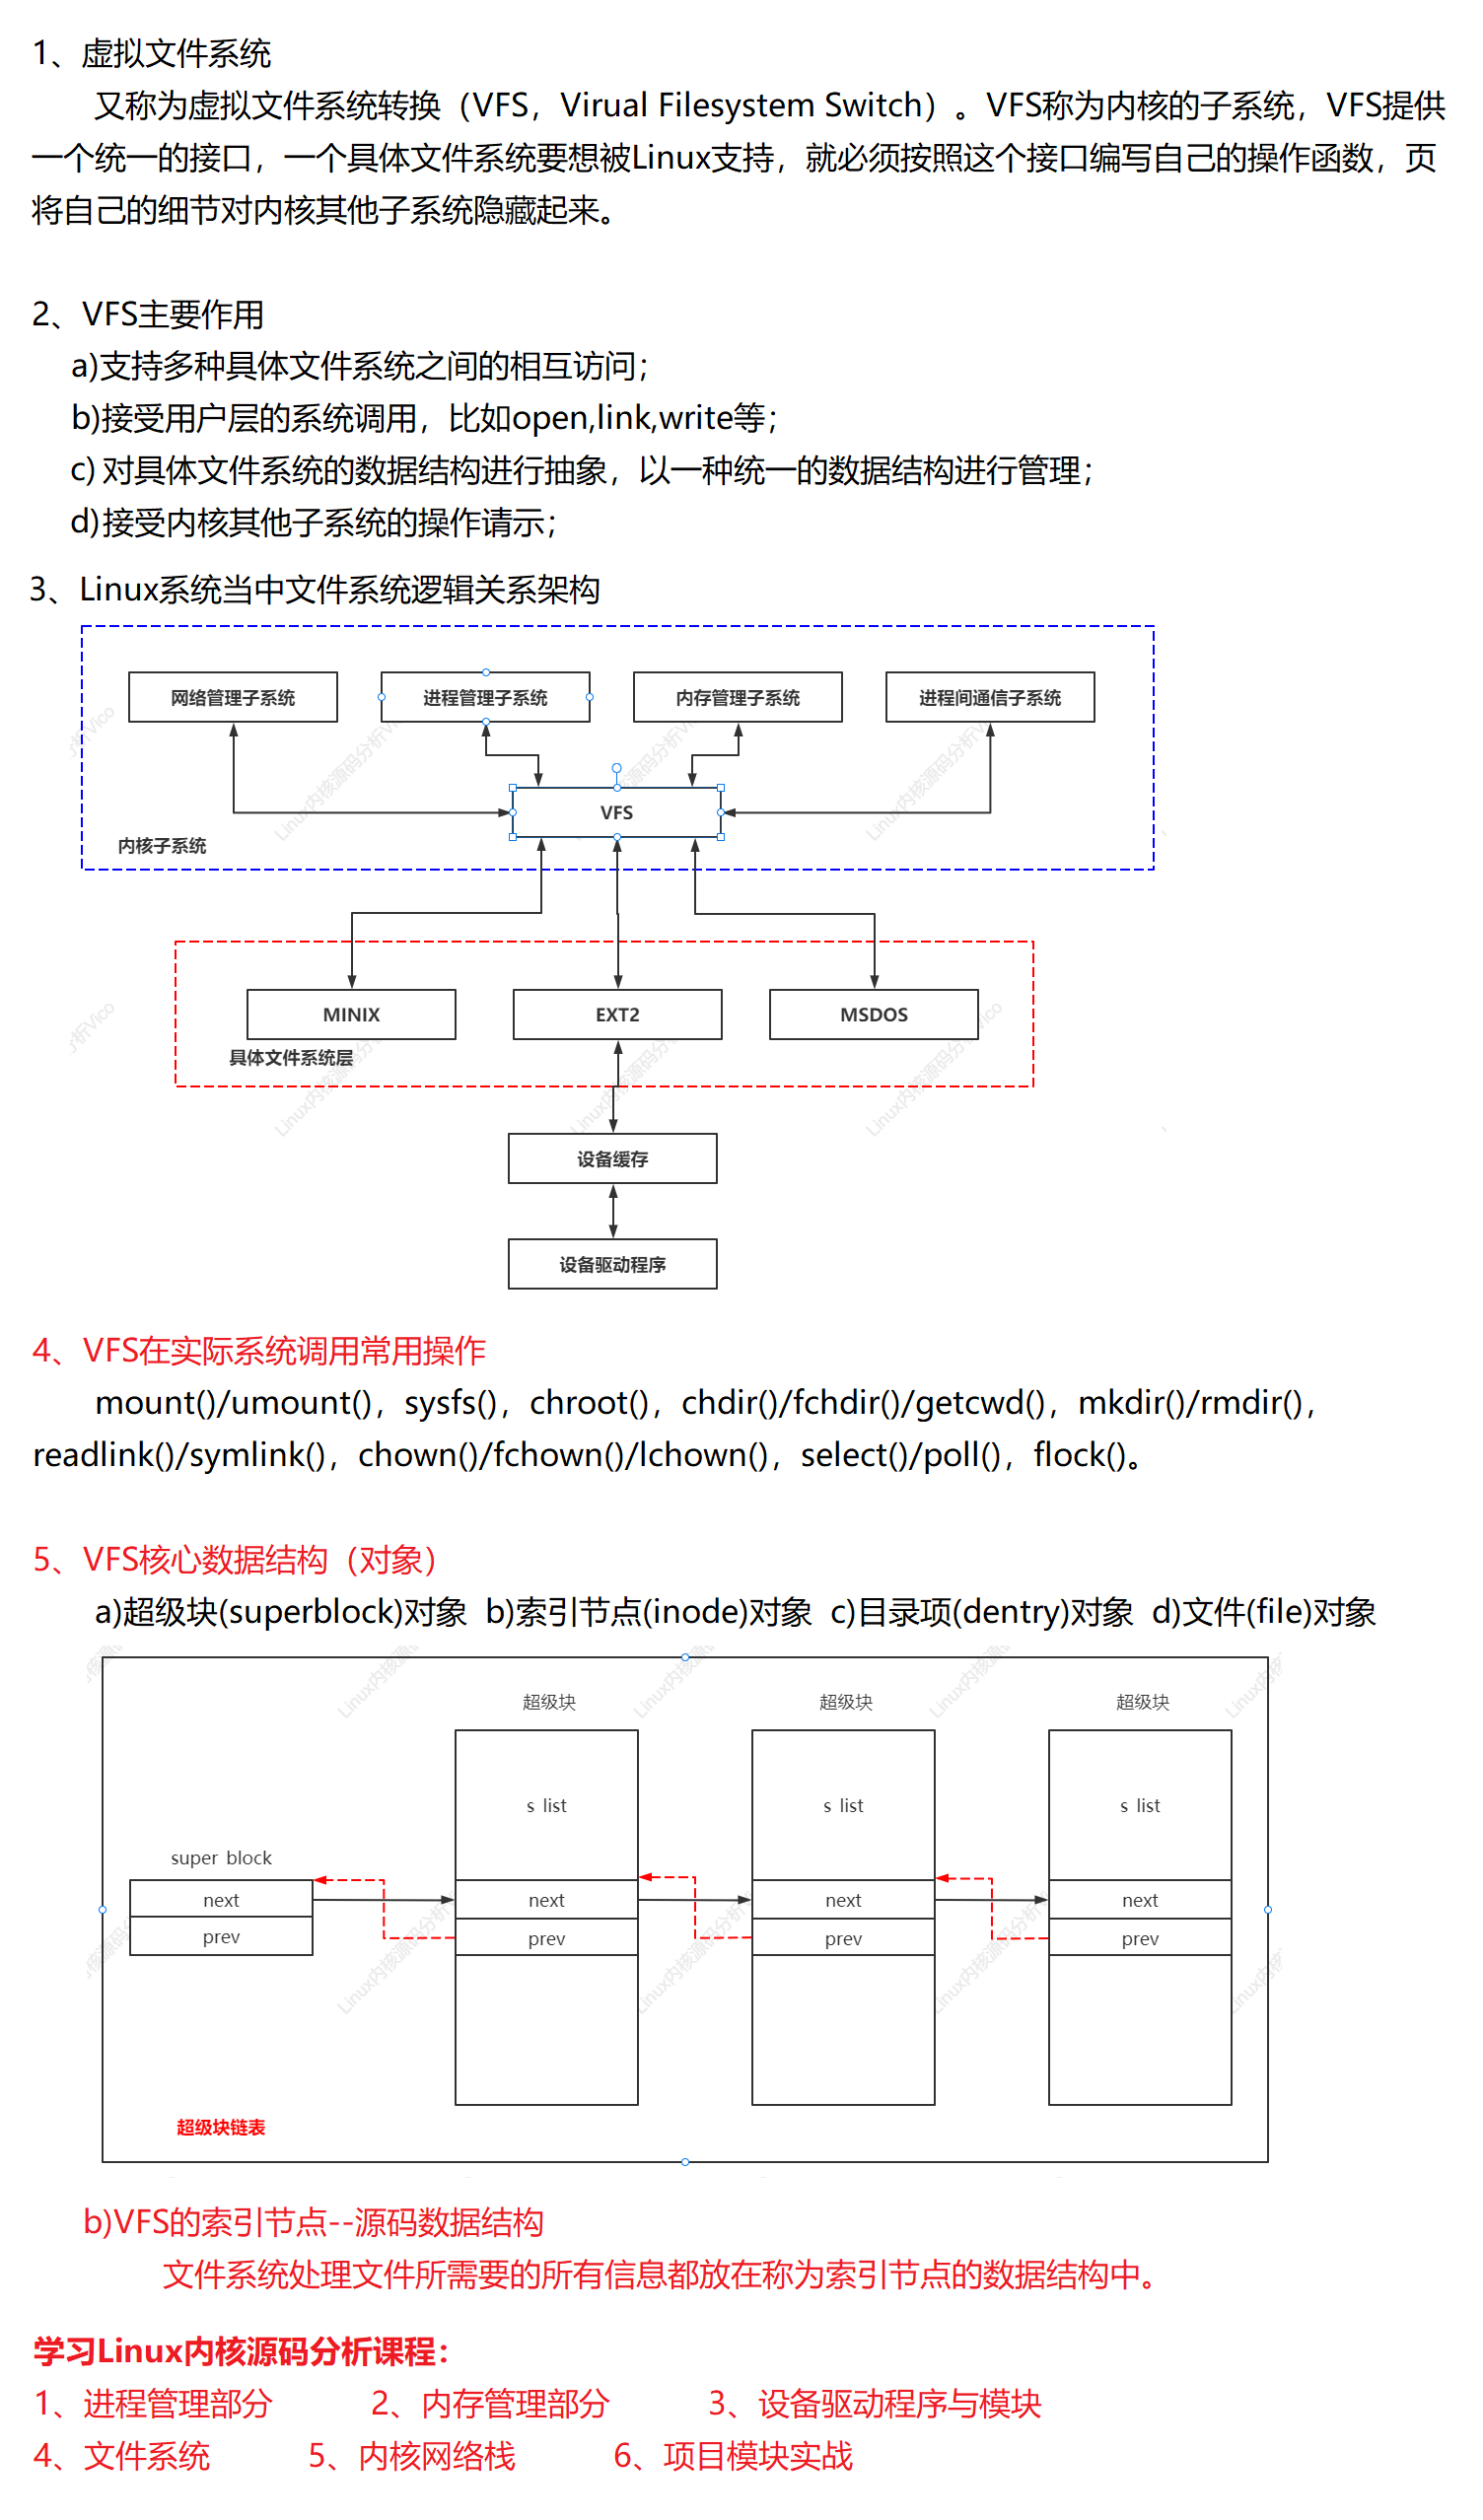 1、虚拟文件系统
又称为虚拟文件系统转换（VFS，Virual Filesystem Switch）。VFS称为内核的子系统，VFS提供
一个统一的接口，一个具体文件系统要想被Linux支持，就必须按照这个接口编写自己的操作函数，页
将自己的细节对内核其他子系统隐藏起来。
2、VFS主要作用
a)支持多种具体文件系统之间的相互访问；
b)接受用户层的系统调用，比如open,link,write等；
c) 对具体文件系统的数据结构进行抽象，以一种统一的数据结构进行管理；
d)接受内核其他子系统的操作请示；
3、Linux系统当中文件系统逻辑关系架构
网络管理子系统 进程管理子系统 内存管理子系统 进程间通信子系统
VFS
内核子系统
MINIX EXT2 MSDOS
具体文件系统层
设备缓存
设备驱动程序
4、VFS在实际系统调用常用操作
mount()/umount()，sysfs()，chroot()，chdir()/fchdir()/getcwd()，mkdir()/rmdir()，
readlink()/symlink()，chown()/fchown()/lchown()，select()/poll()，flock()。
5、VFS核心数据结构（对象）
a)超级块(superblock)对象 b)索引节点(inode)对象 c)目录项(dentry)对象 d)文件(file)对象
超级块 超级块 超级块
s list s list s list
super block
next next next next
prev prev prev prev
超级块链表
b)VFS的索引节点--源码数据结构
文件系统处理文件所需要的所有信息都放在称为索引节点的数据结构中。
学习Linux内核源码分析课程：
1、进程管理部分 2、内存管理部分 3、设备驱动程序与模块
4、文件系统 5、内核网络栈 6、项目模块实战